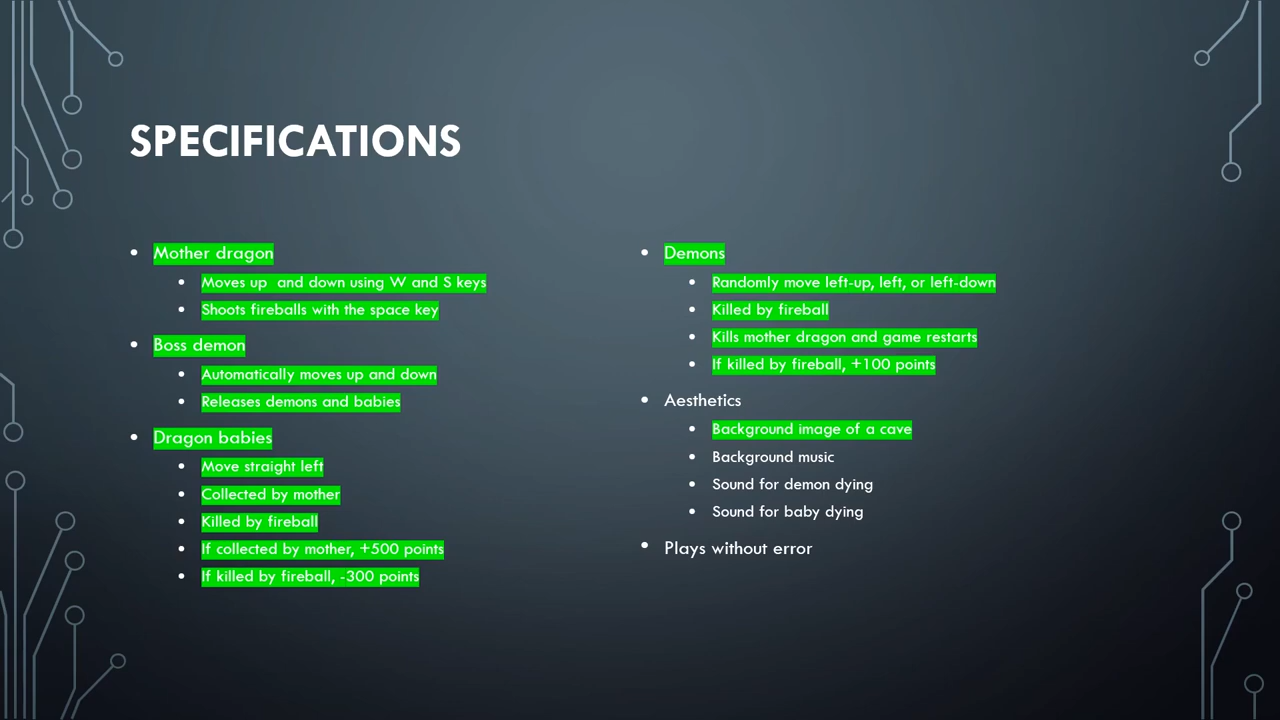 SPECIFICATIONS
• Mother dragon
• Moves up  and down using W and S keys
• Shoots fireballs with the space key
• Boss demon
• Automatically moves up and down
• Releases demons and babies
• Dragon babies
• Move straight left
• Collected by mother
• Killed by fireball
• If collected by mother, +500 points
• If killed by fireball, -300 points
• Demons
• Randomly move left-up, left, or left-down
• Killed by fireball
• Kills mother dragon and game restarts
• If killed by fireball, +100 points
• Aesthetics
• Background image of a cave
• Background music
• Sound for demon dying
• Sound for baby dying
• Plays without error